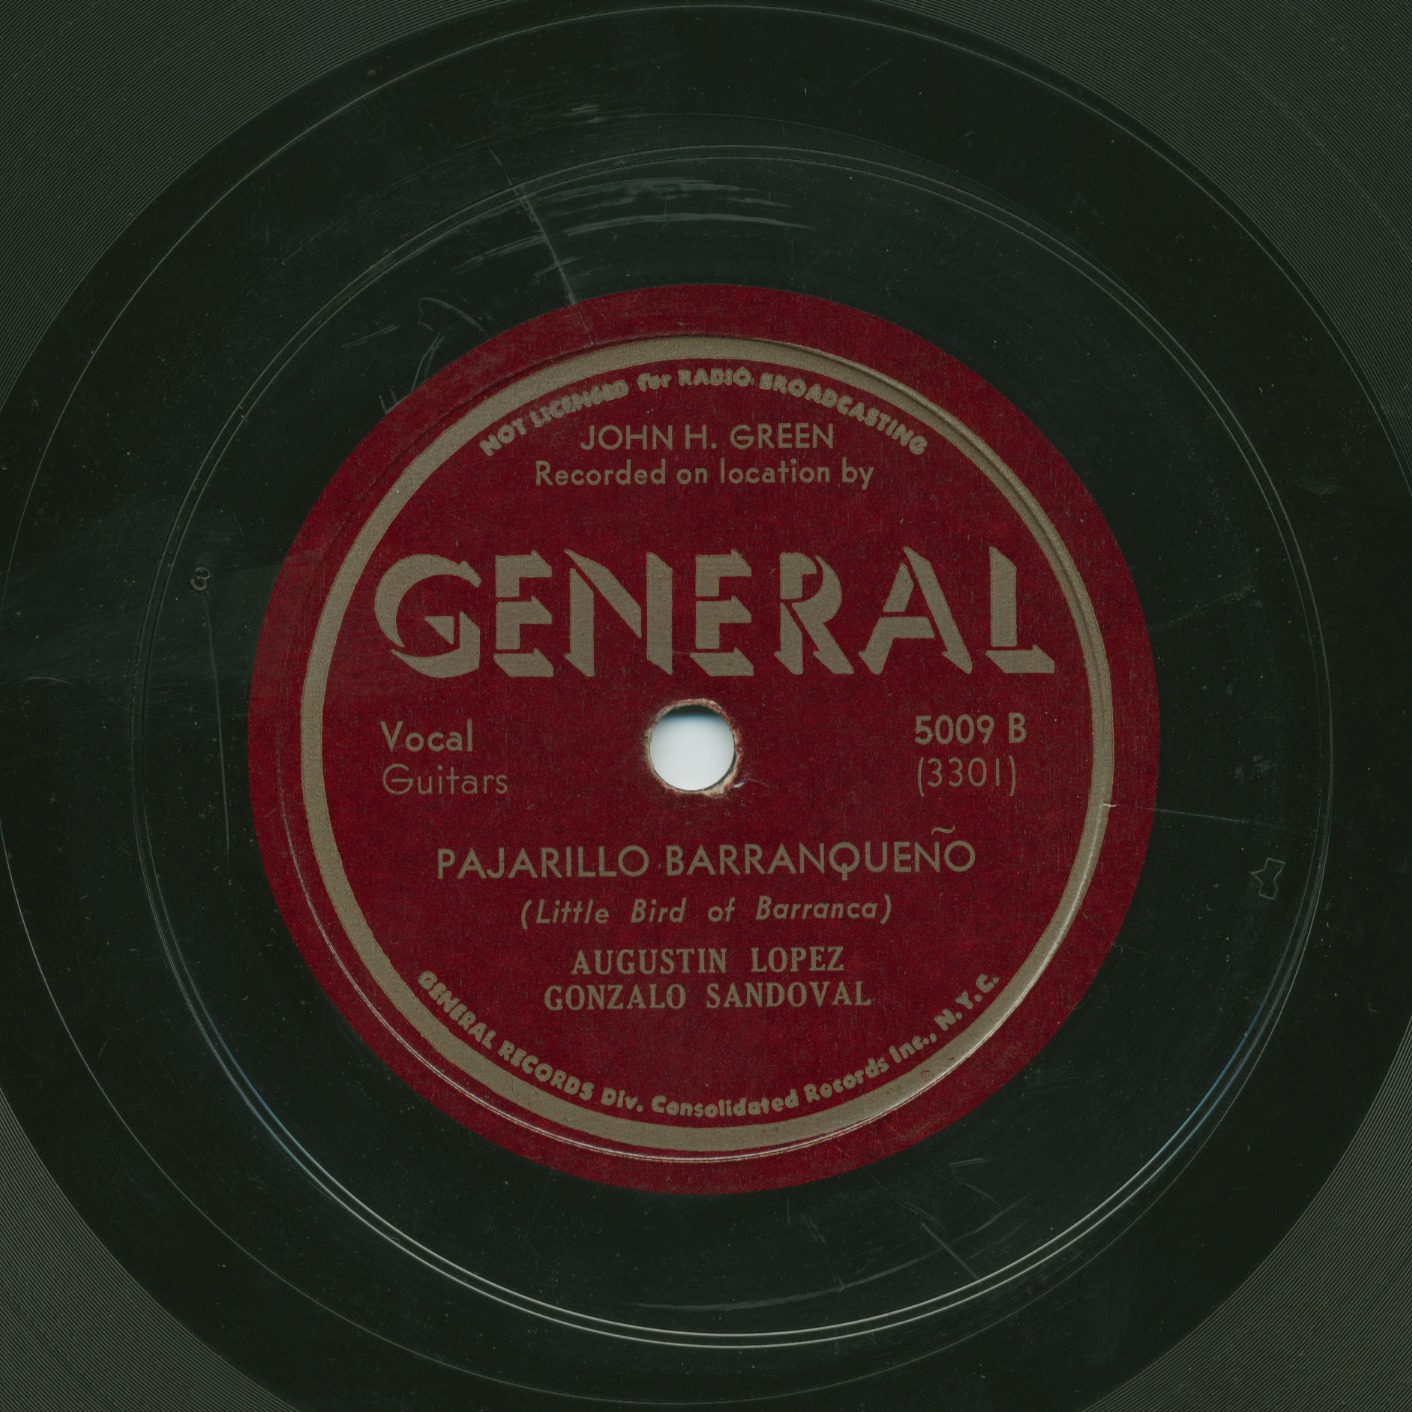 NOT LICENSED for RADIO BROADCASTING
JOHN H. GREEN
Recorded on location by
GENERAL
Vocal
Guitars
5009 B
(3301)
PAJARILLO BARRANQUEÑO
(Little Bird of Barranca)
AUGUSTIN LOPEZ
GONZALO SANDOVAL
GENERAL RECORDS Div. Consolidated Records Inc., N.Y.C.